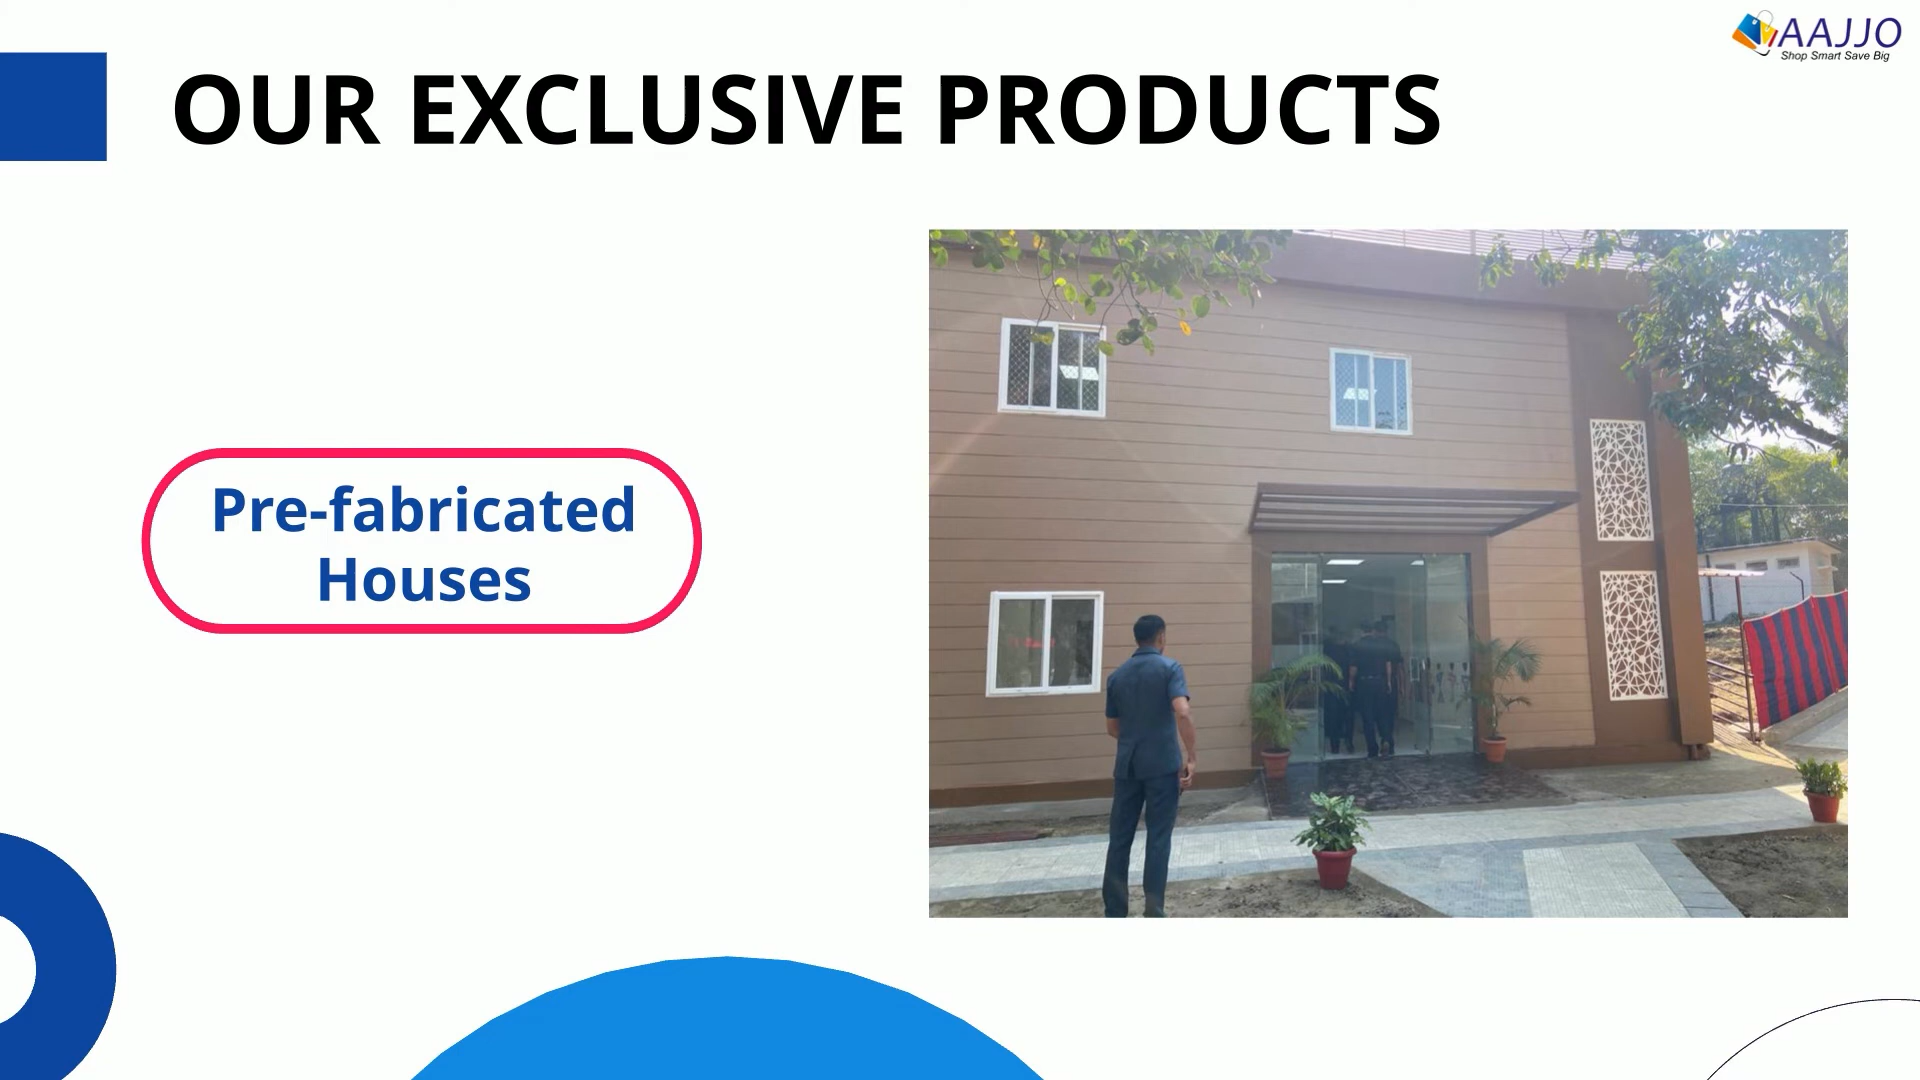 AAJJO
Shop Smart Save Big
OUR EXCLUSIVE PRODUCTS
Pre-fabricated
Houses